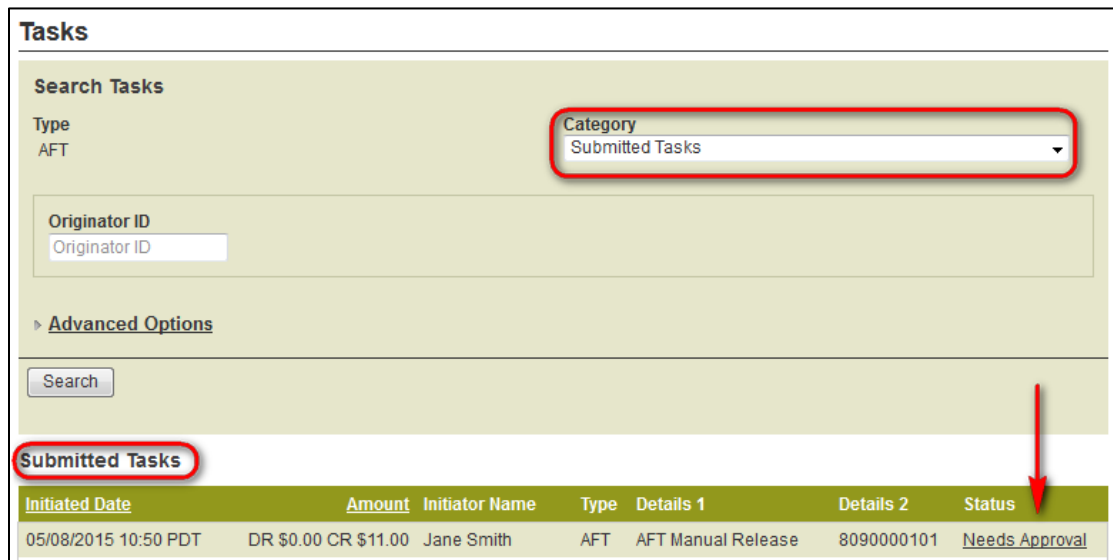 Tasks
Search Tasks
Type
AFT
Category
Submitted Tasks
Originator ID
Originator ID
Advanced Options
Search
Submitted Tasks
Initiated Date Amount Initiator Name Type Details 1 Details 2 Status
05/08/2015 10:50 PDT DR $0.00 CR $11.00 Jane Smith AFT AFT Manual Release 8090000101 Needs Approval